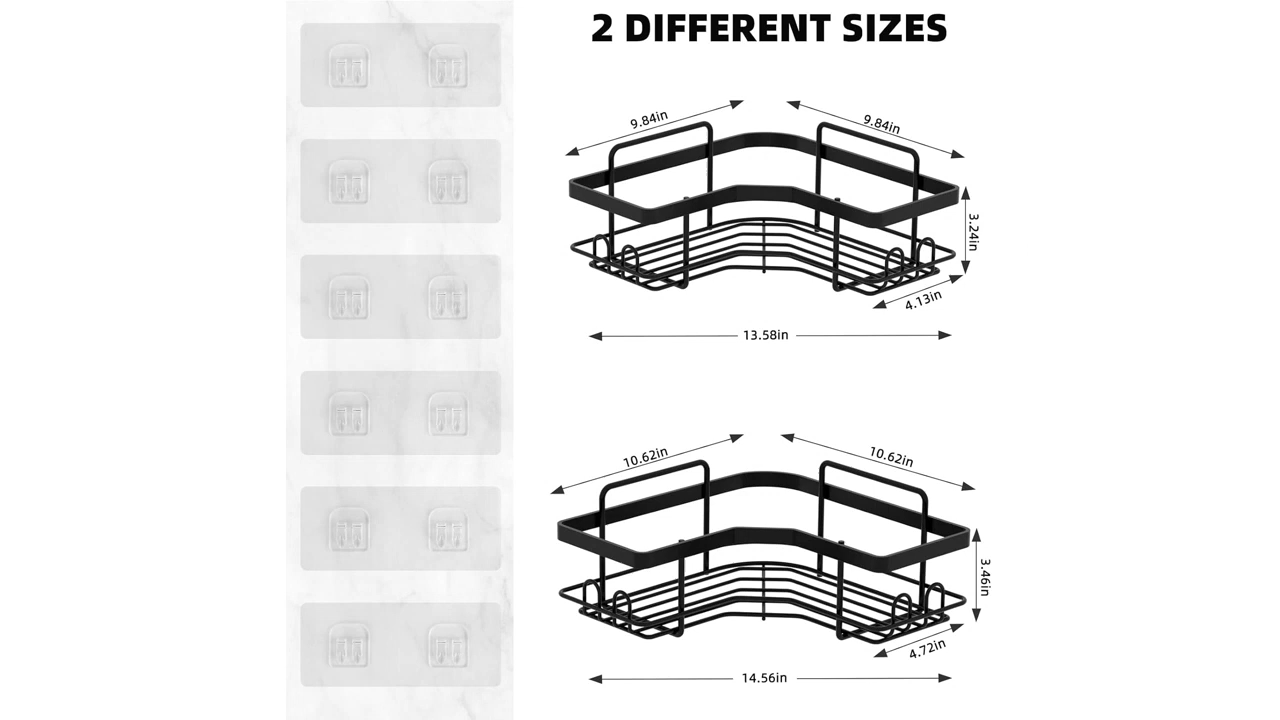 2 DIFFERENT SIZES
9.84in
9.84in
3.24in
4.13in
13.58in
10.62in
10.62in
3.46in
4.72in
14.56in